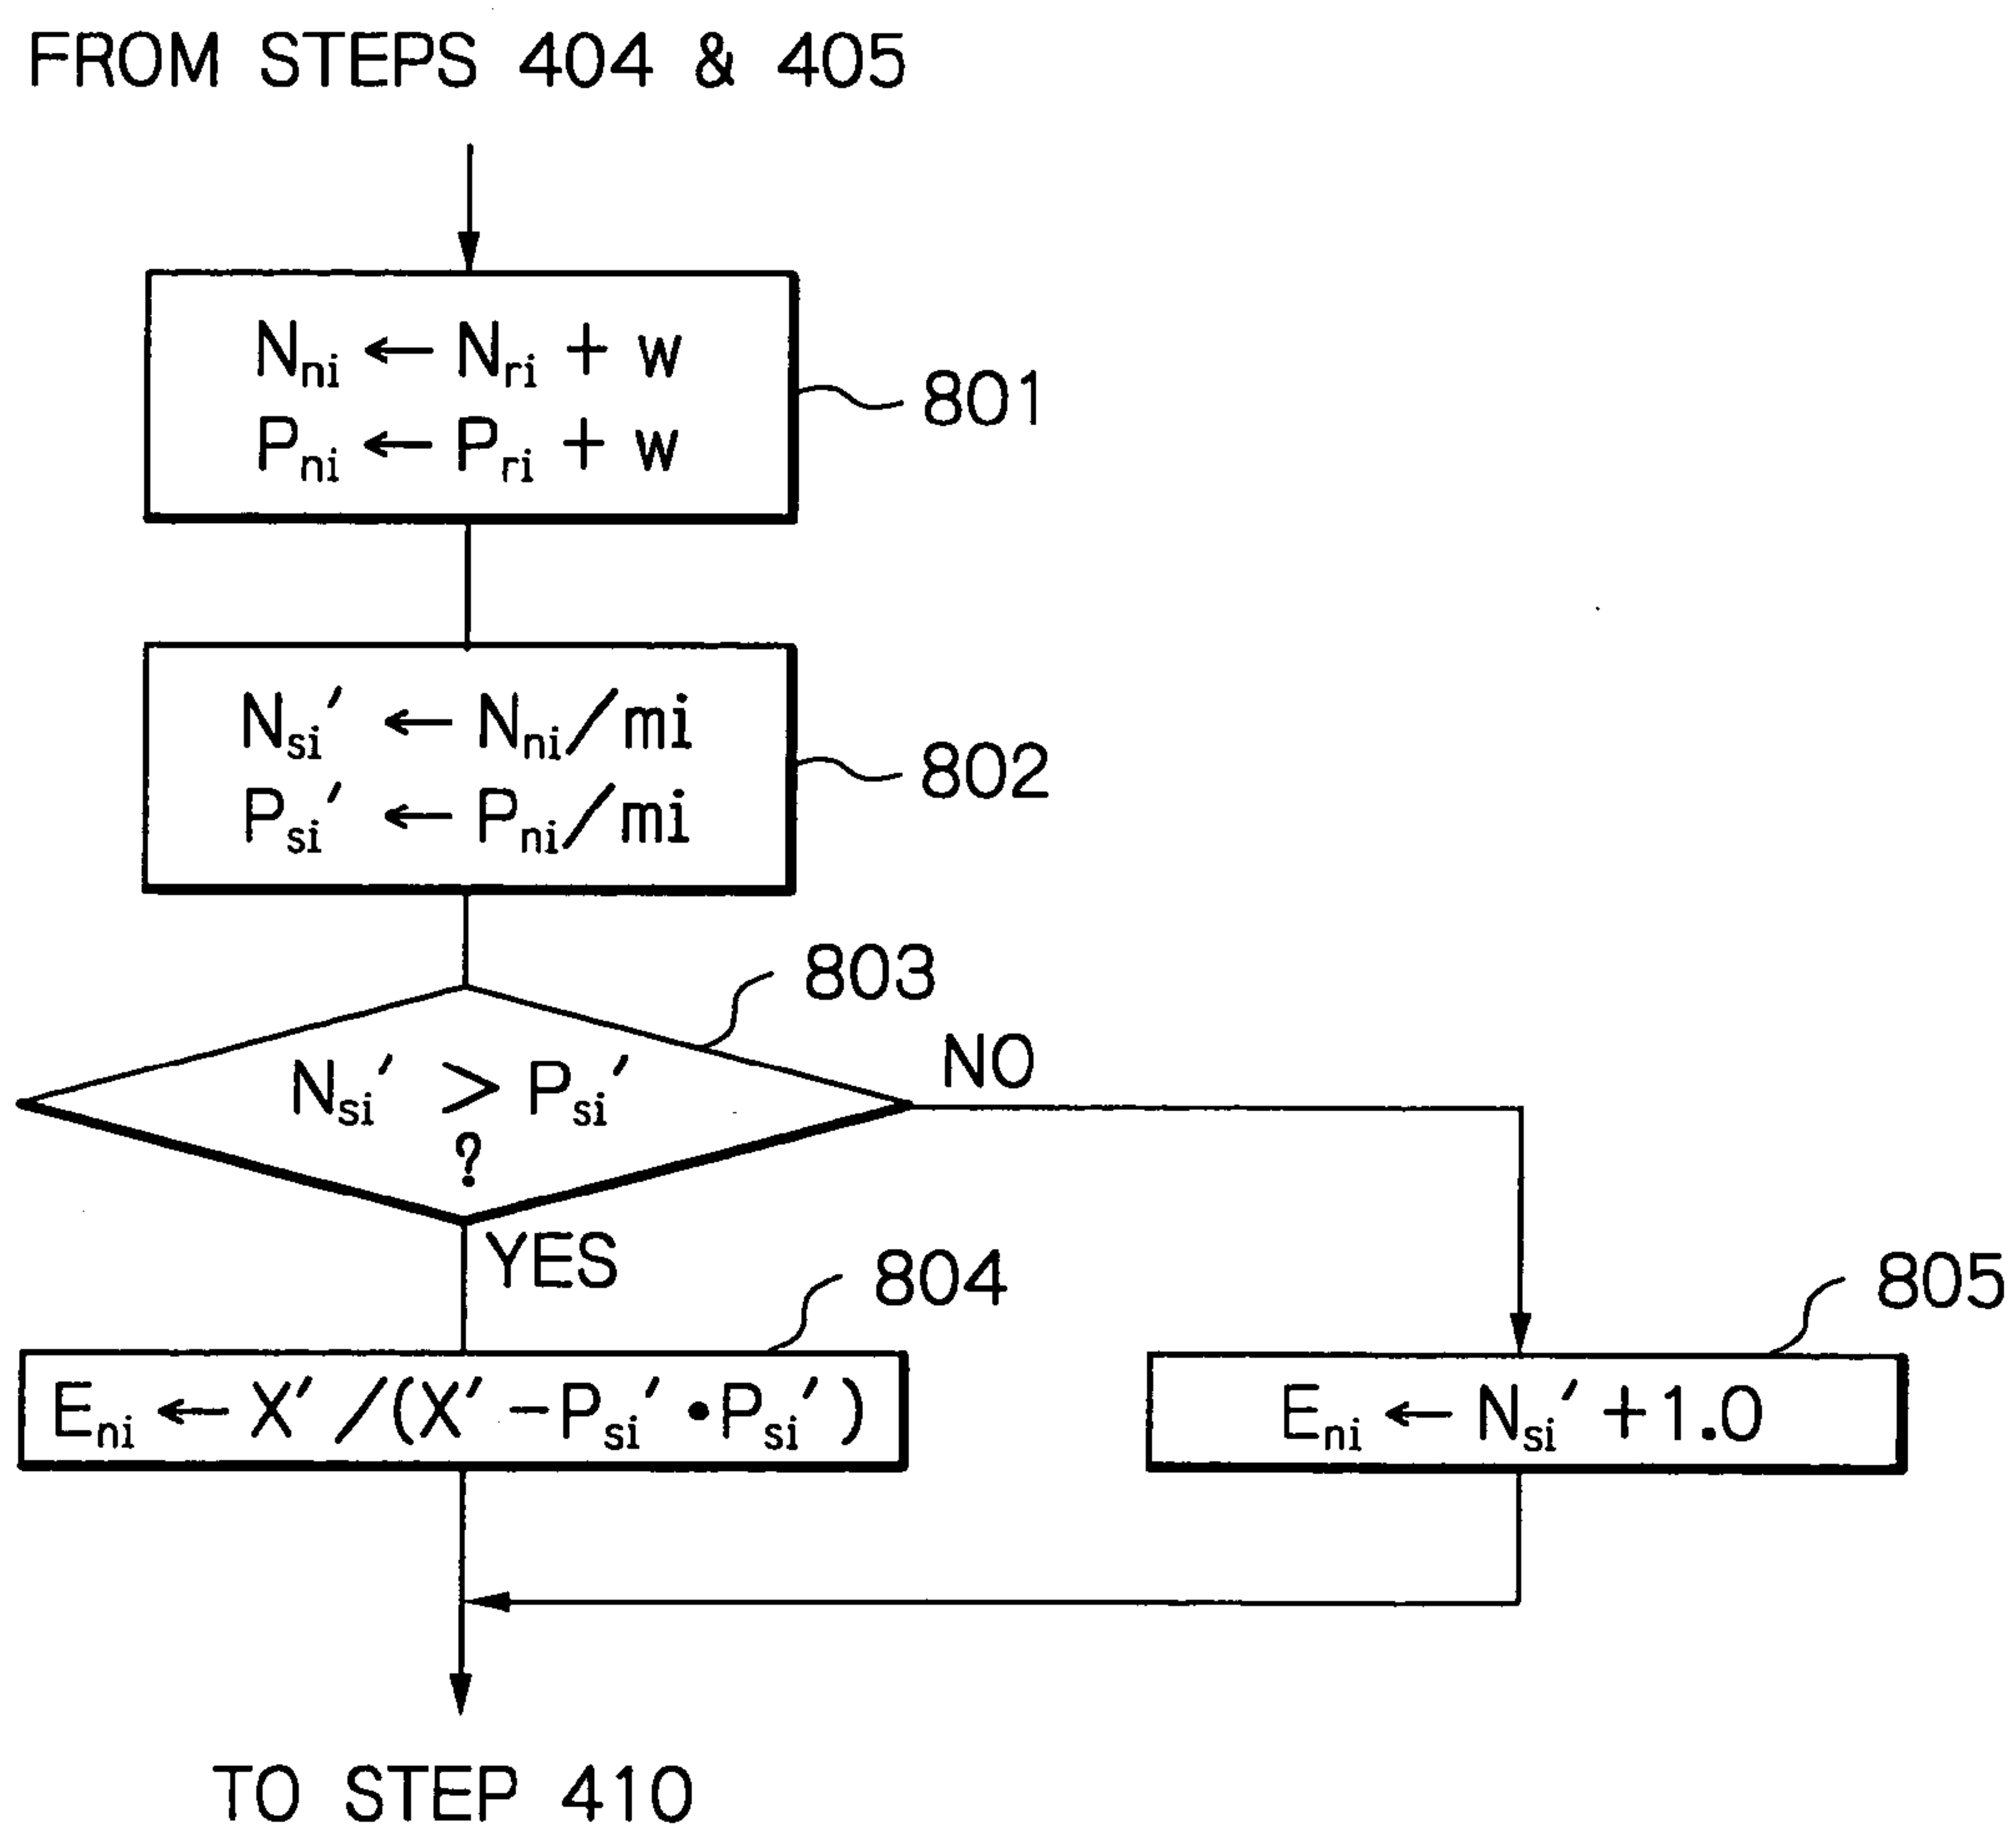 FROM STEPS 404 & 405
Nni ← Nri + w
Pni ← Pri + w
801
Nsi′ ← Nni/mi
Psi′ ← Pni/mi
802
803
Nsi′ > Psi′
?
NO
YES
804
Eni ← X′/(X′−Psi′•Psi′)
805
Eni ← Nsi′+1.0
TO STEP 410